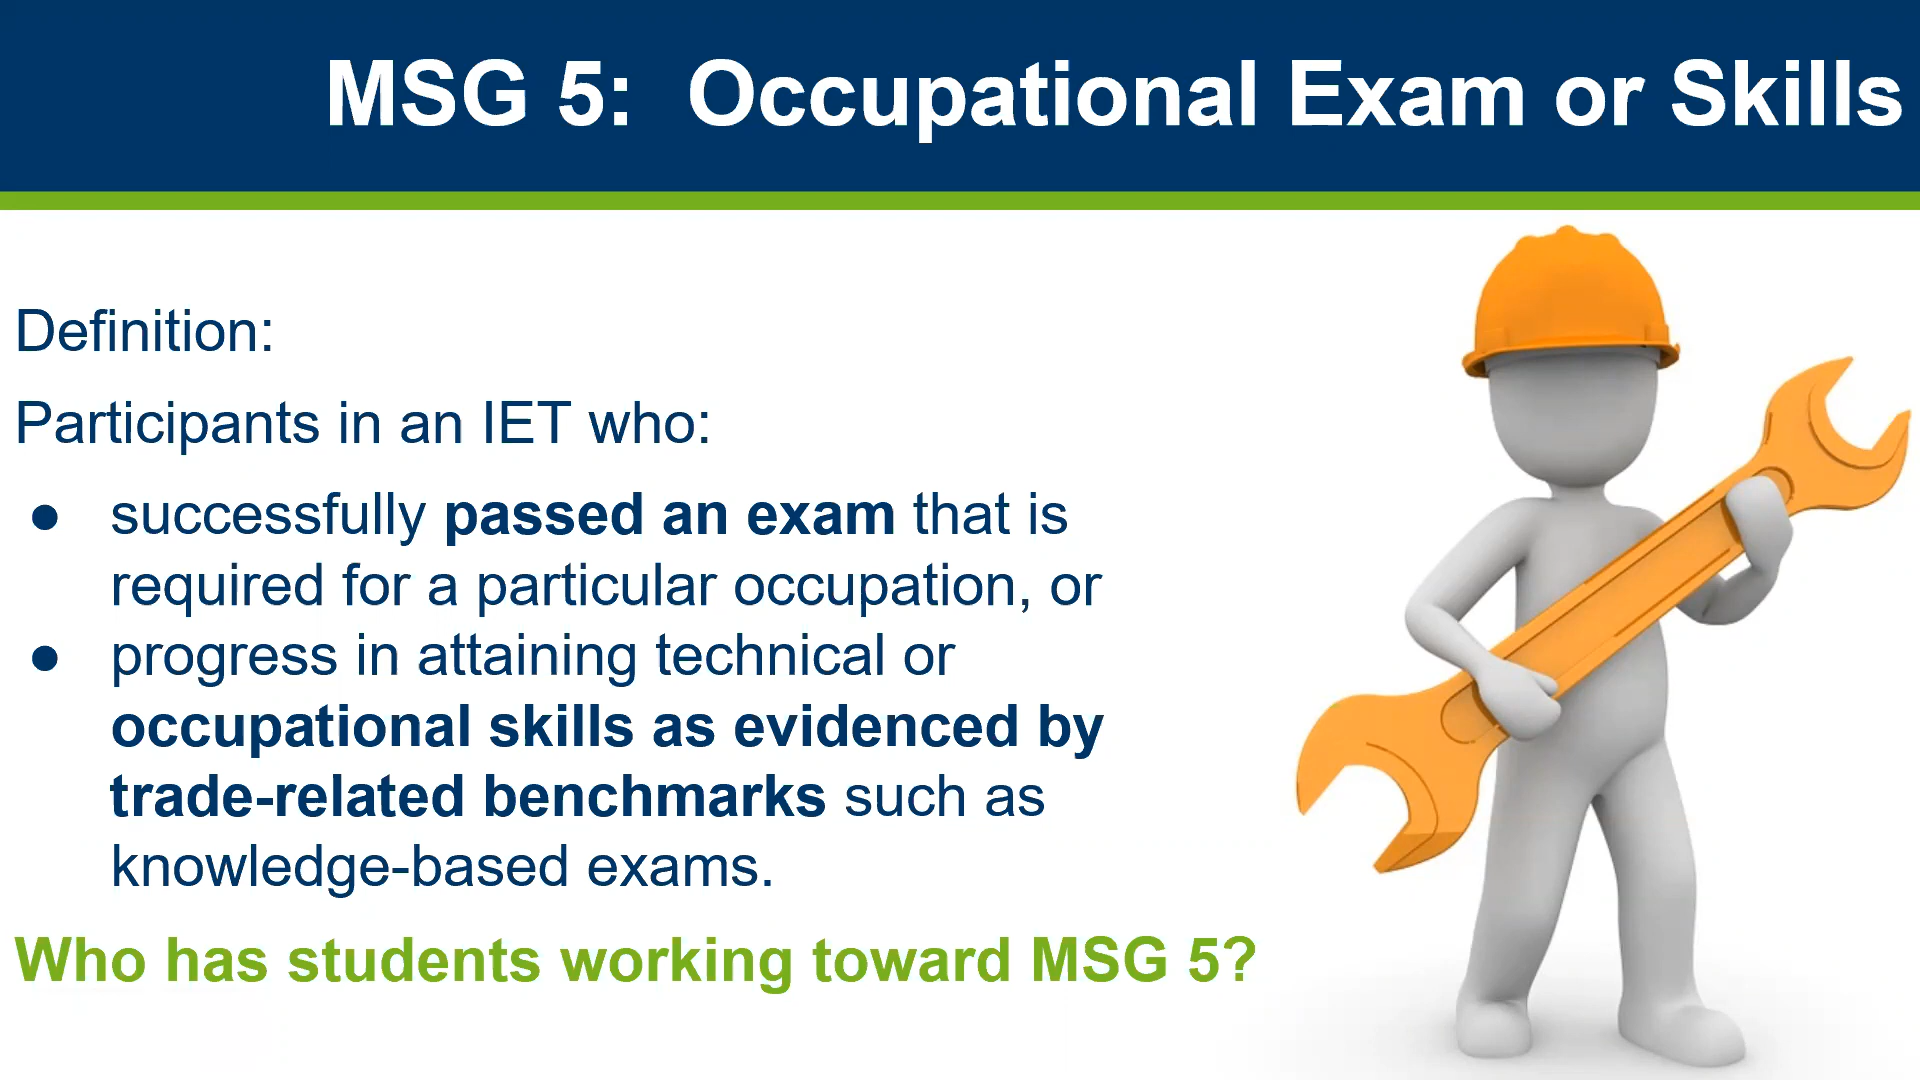 MSG 5: Occupational Exam or Skills
Definition:
Participants in an IET who:
● successfully passed an exam that is
required for a particular occupation, or
● progress in attaining technical or
occupational skills as evidenced by
trade-related benchmarks such as
knowledge-based exams.
Who has students working toward MSG 5?